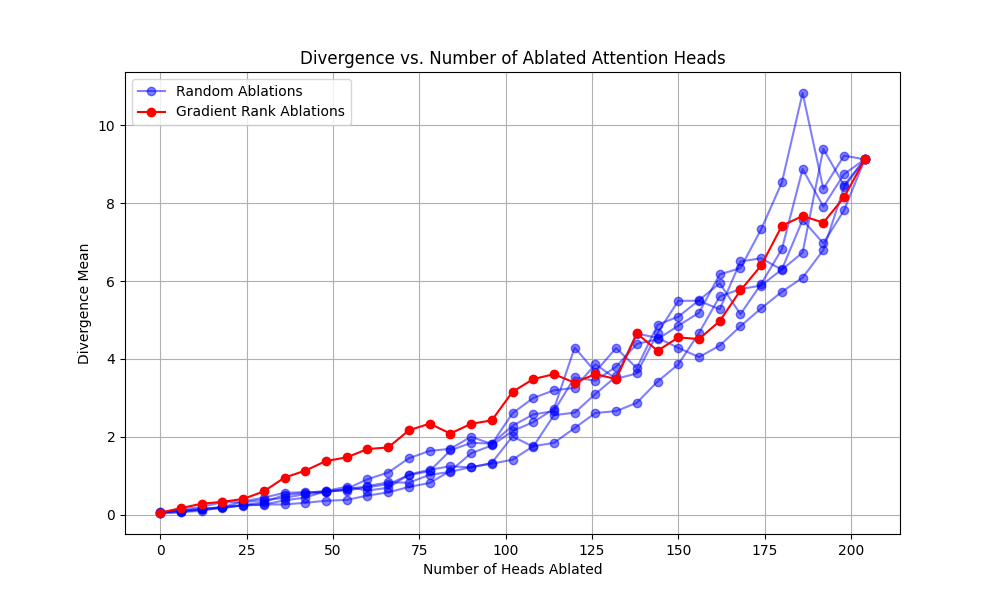 Divergence vs. Number of Ablated Attention Heads
Random Ablations
Gradient Rank Ablations
Divergence Mean
10
8
6
4
2
0
0 25 50 75 100 125 150 175 200
Number of Heads Ablated